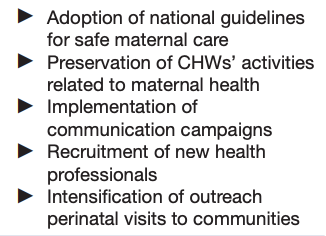 ► Adoption of national guidelines
for safe maternal care
► Preservation of CHWs’ activities
related to maternal health
► Implementation of
communication campaigns
► Recruitment of new health
professionals
► Intensification of outreach
perinatal visits to communities